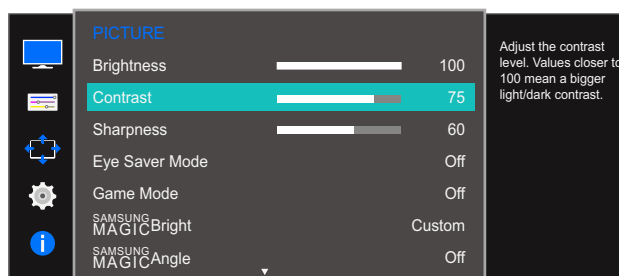 PICTURE
Brightness 100
Contrast 75
Sharpness 60
Eye Saver Mode Off
Game Mode Off
SAMSUNG
MAGICBright Custom
SAMSUNG
MAGICAngle Off
Adjust the contrast
level. Values closer to
100 mean a bigger
light/dark contrast.
i